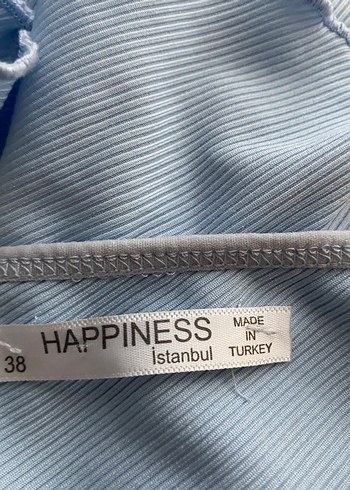 38
HAPPINESS
İstanbul
MADE
IN
TURKEY